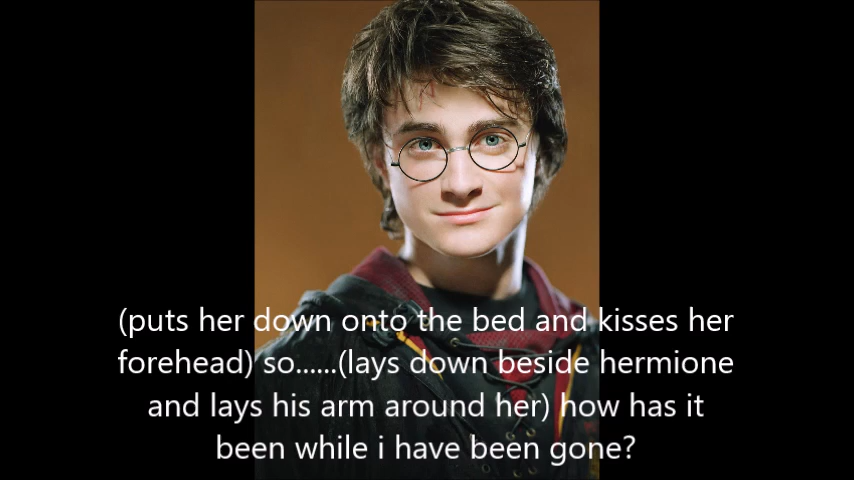 (puts her down onto the bed and kisses her
forehead) so......(lays down beside hermione
and lays his arm around her) how has it
been while i have been gone?